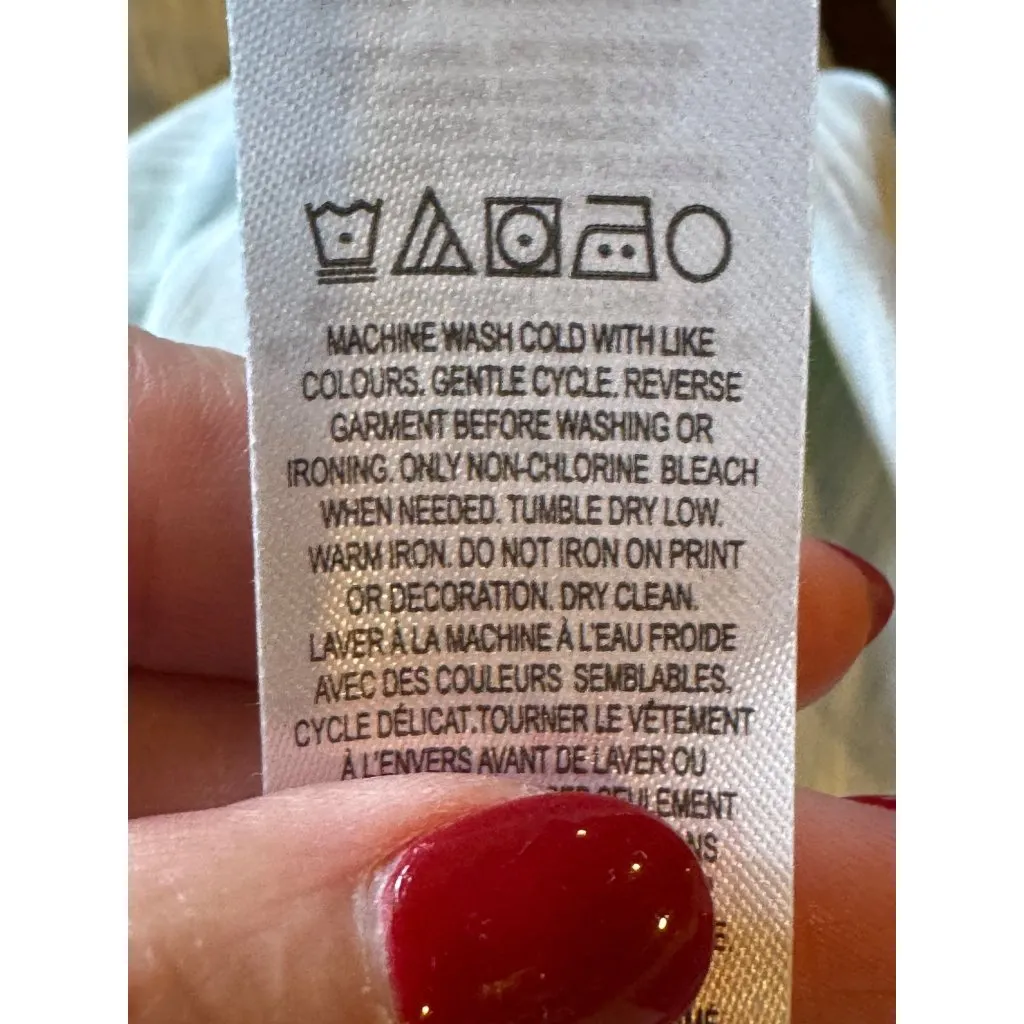 MACHINE WASH COLD WITH LIKE
COLOURS. GENTLE CYCLE. REVERSE
GARMENT BEFORE WASHING OR
IRONING. ONLY NON-CHLORINE BLEACH
WHEN NEEDED. TUMBLE DRY LOW.
WARM IRON. DO NOT IRON ON PRINT
OR DECORATION. DRY CLEAN.
LAVER À LA MACHINE À L'EAU FROIDE
AVEC DES COULEURS SEMBLABLES.
CYCLE DÉLICAT.TOURNER LE VÊTEMENT
À L'ENVERS AVANT DE LAVER OU
SEULEMENT